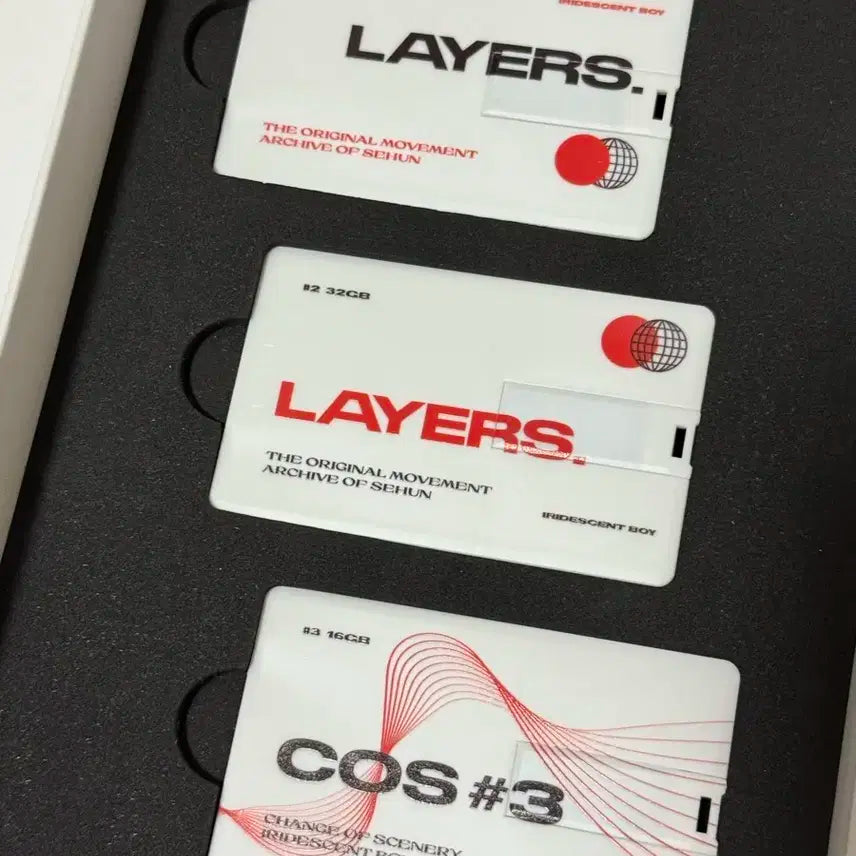 IRIDESCENT BOY
LAYERS.
THE ORIGINAL MOVEMENT
ARCHIVE OF SEHUN
#2 32GB
LAYERS.
THE ORIGINAL MOVEMENT
ARCHIVE OF SEHUN
IRIDESCENT BOY
#3 16GB
COS #3
CHANGE OF SCENERY
IRIDESCENT